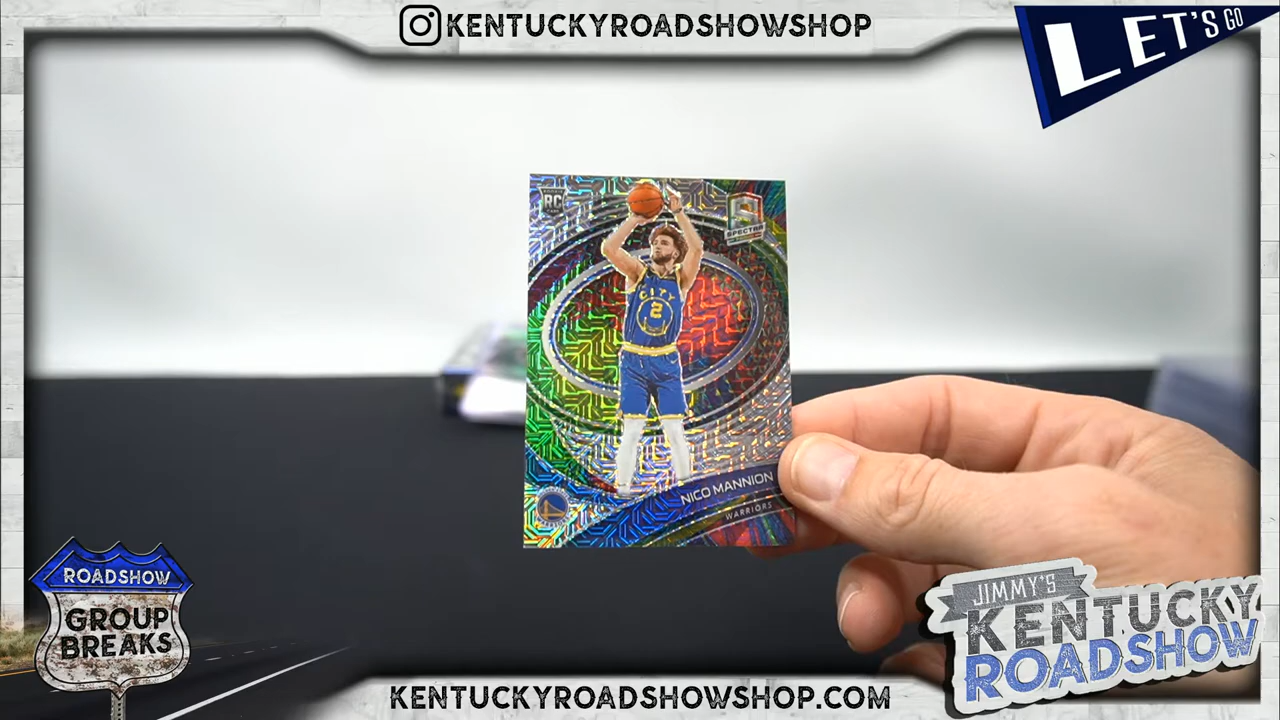 KENTUCKYROADSHOWSHOP
LET'S GO
RC
SPECTRA
CITY
2
NICO MANNION
WARRIORS
ROADSHOW
GROUP
BREAKS
JIMMY'S
KENTUCKY
ROADSHOW
KENTUCKYROADSHOWSHOP.COM